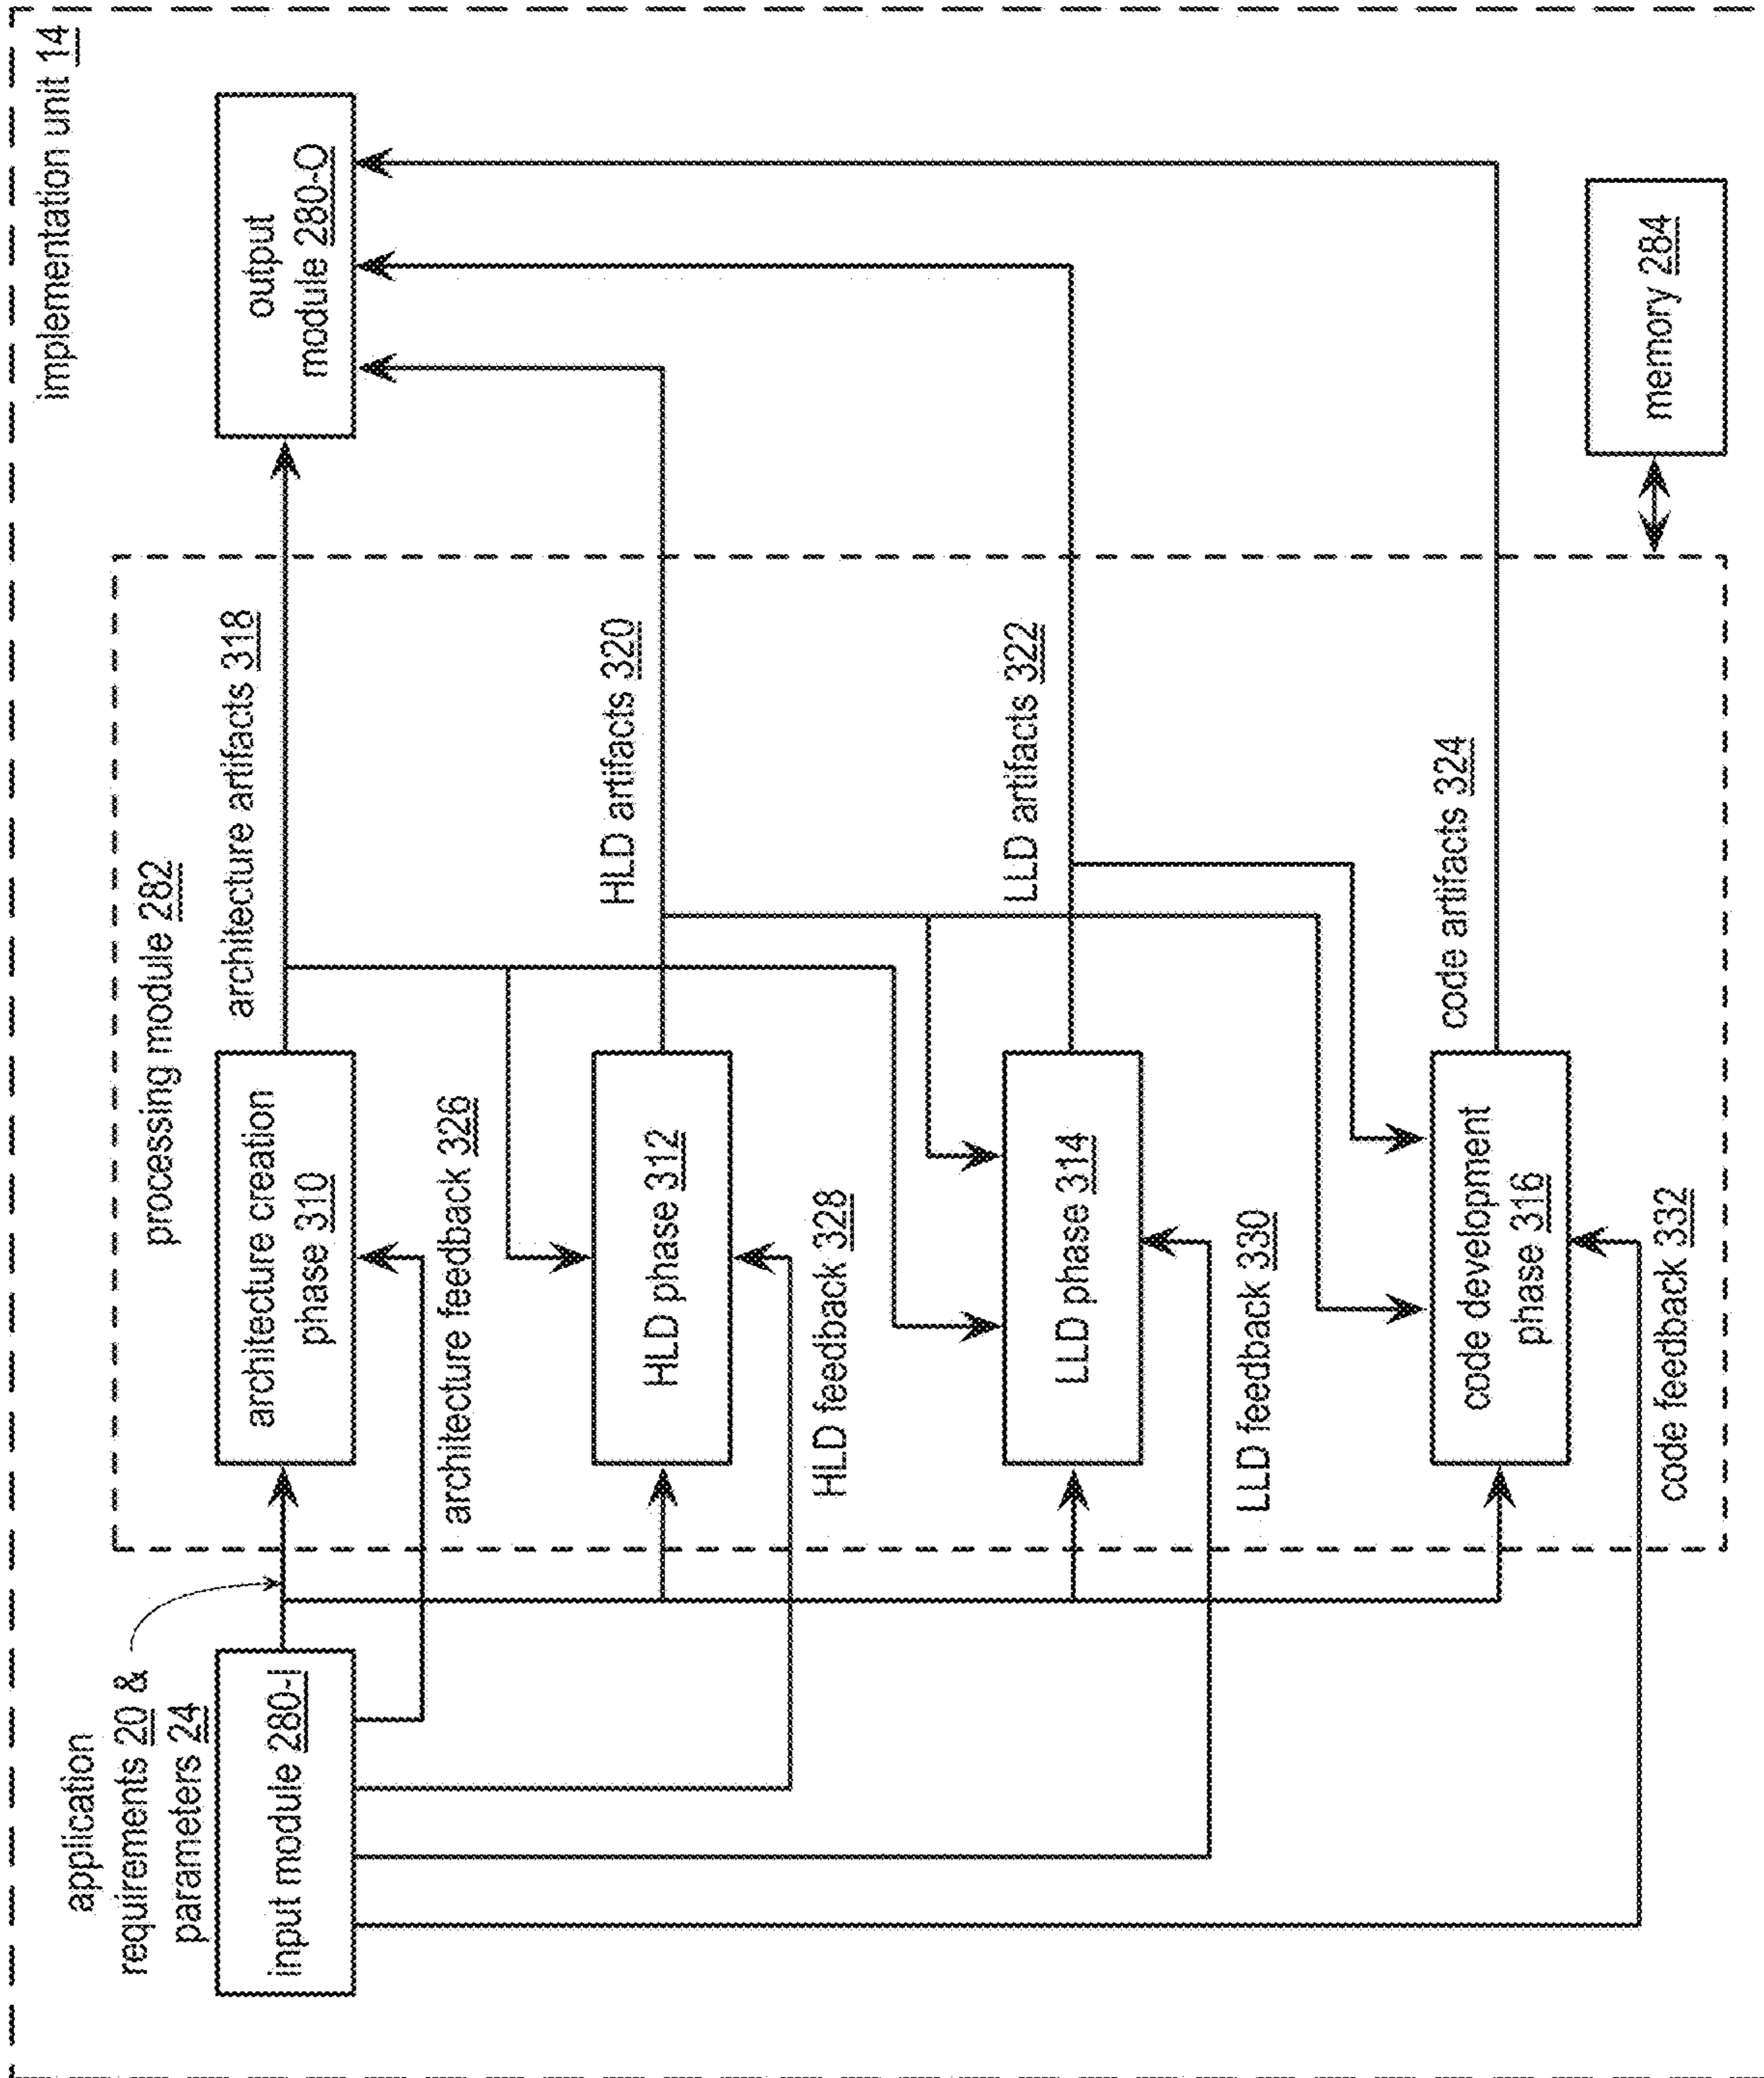 implementation unit 14
processing module 282
application
requirements 20 &
parameters 24
input module 280-I
architecture creation
phase 310
architecture artifacts 318
output
module 280-O
architecture feedback 326
HLD phase 312
HLD artifacts 320
HLD feedback 328
LLD phase 314
LLD artifacts 322
LLD feedback 330
code development
phase 316
code artifacts 324
code feedback 332
memory 284